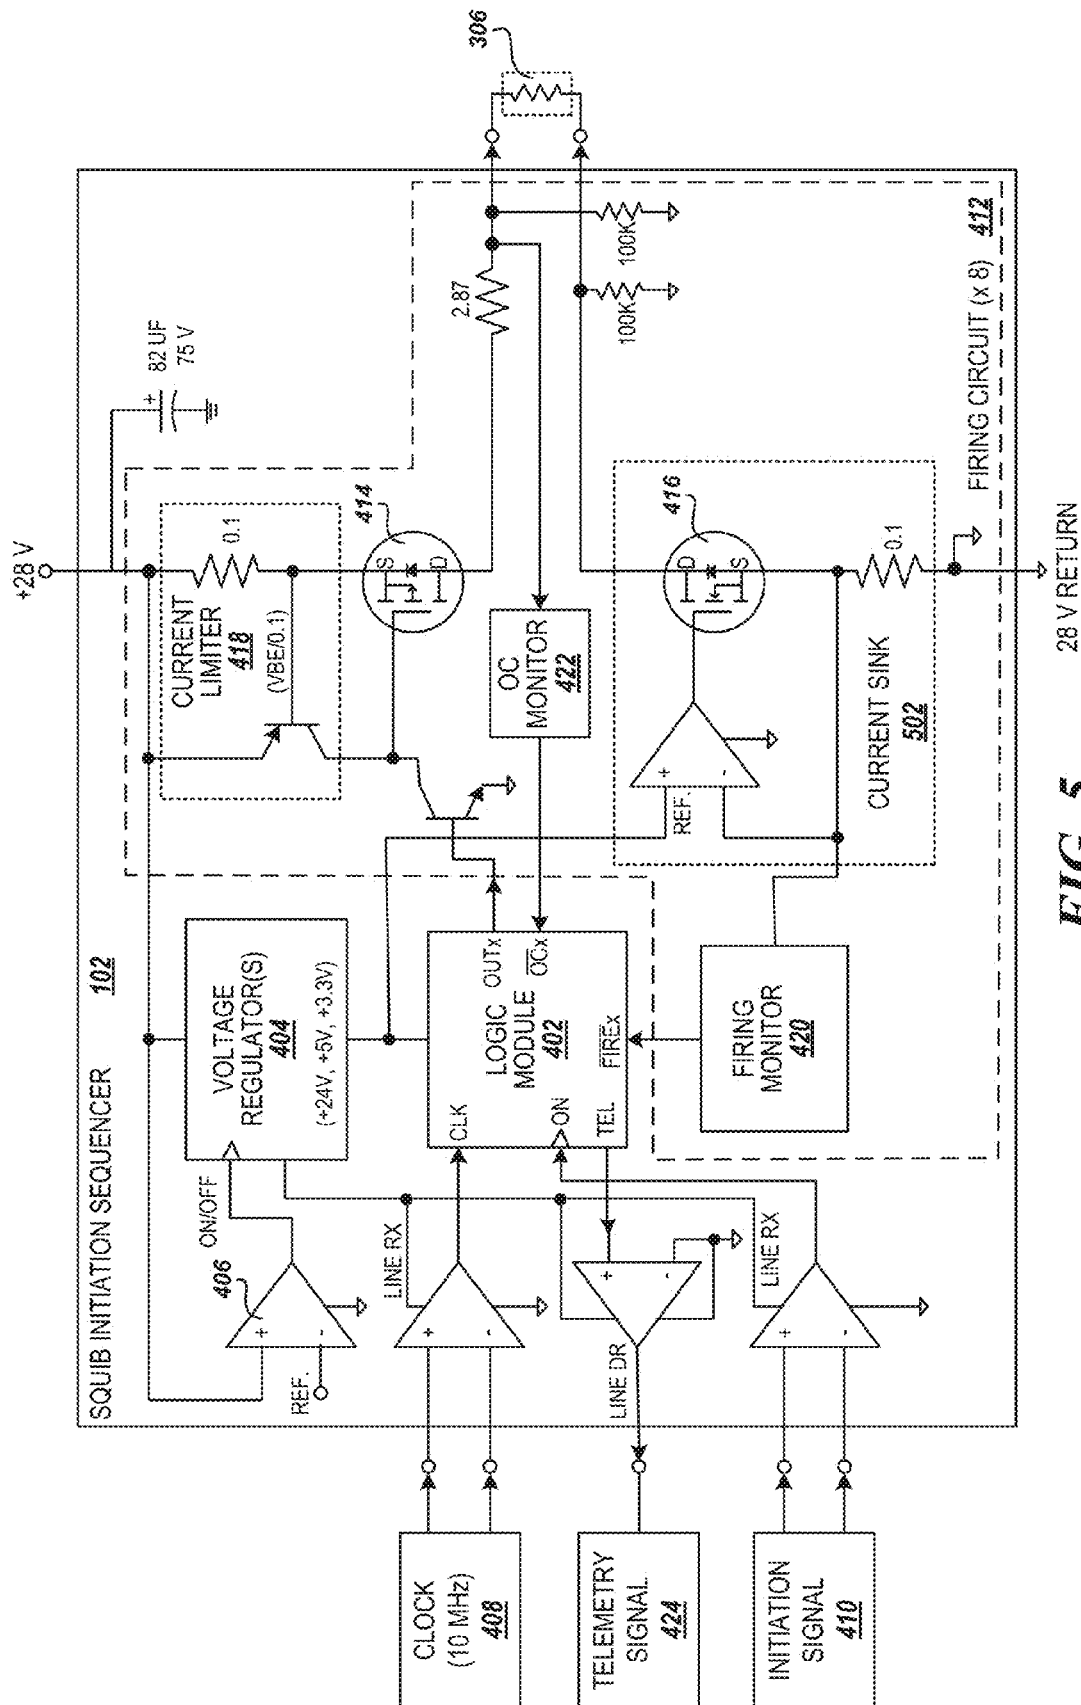 SQUIB INITIATION SEQUENCER 102
+28 V
82 UF
75 V
CURRENT
LIMITER
418
0.1
(VBE/0.1)
414
S
D
2.87
306
100K
100K
VOLTAGE
REGULATOR(S)
404
(+24V, +5V, +3.3V)
ON/OFF
406
+
-
REF.
LINE RX
+
-
CLOCK
(10 MHz)
408
CLK
OUTx
LOGIC
MODULE
402
OCx
ON
TEL
FIREx
OC
MONITOR
422
+
-
LINE DR
TELEMETRY
SIGNAL
424
LINE RX
+
-
INITIATION
SIGNAL
410
FIRING
MONITOR
420
REF.
+
-
416
D
S
0.1
CURRENT SINK
502
FIRING CIRCUIT (x 8) 412
28 V RETURN
FIG. 5